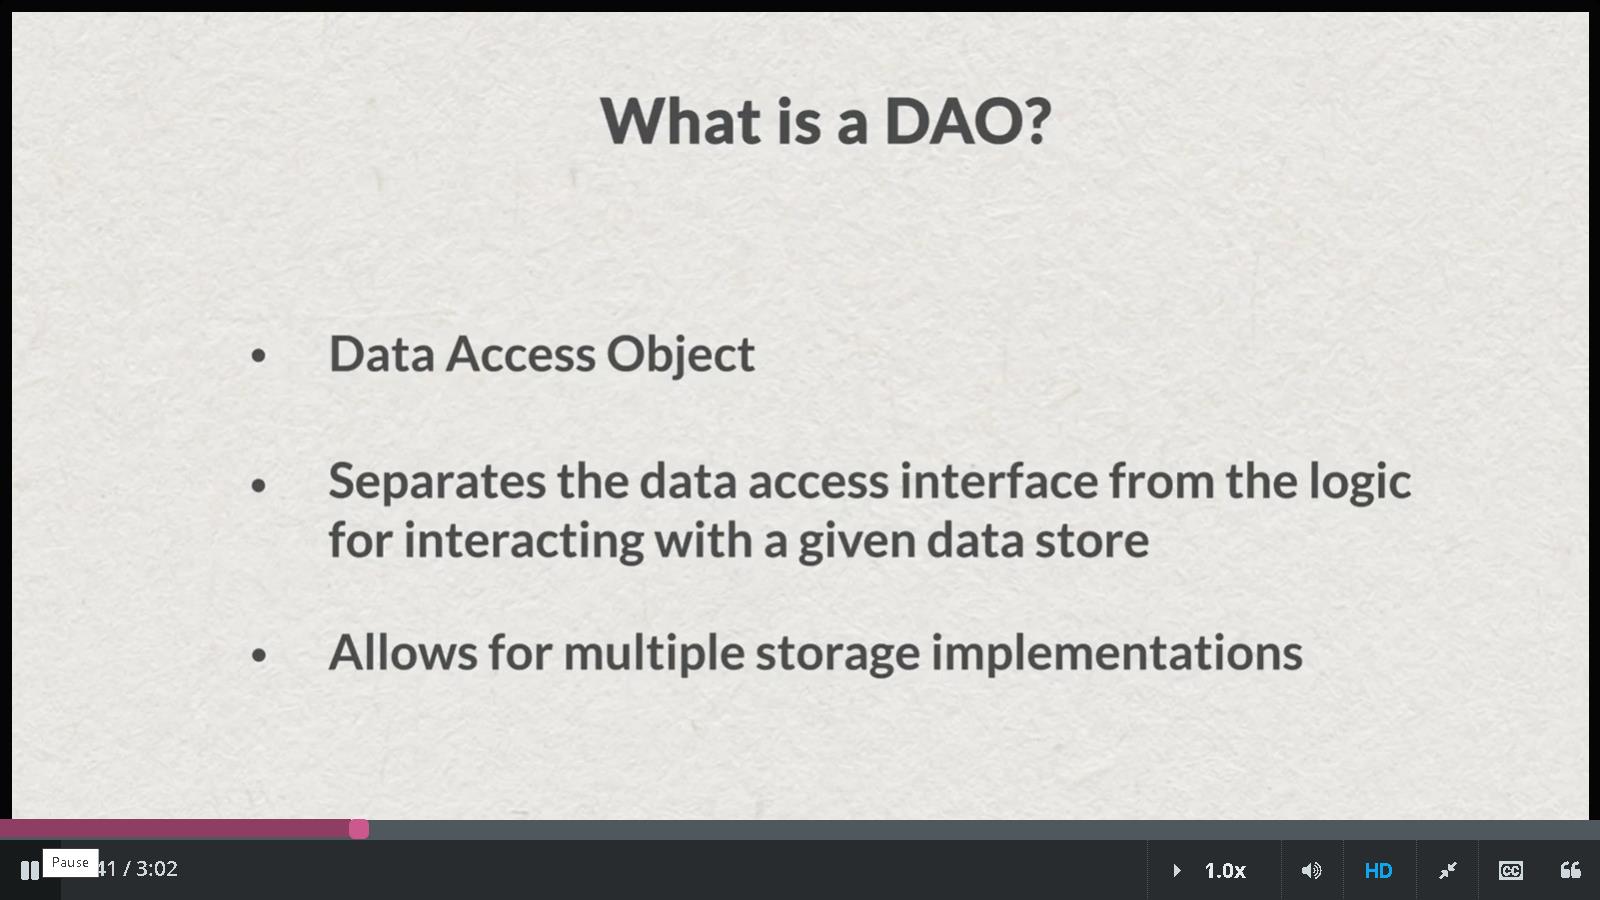 What is a DAO?
• Data Access Object
• Separates the data access interface from the logic
for interacting with a given data store
• Allows for multiple storage implementations
Pause
41 / 3:02
1.0x
HD
CC